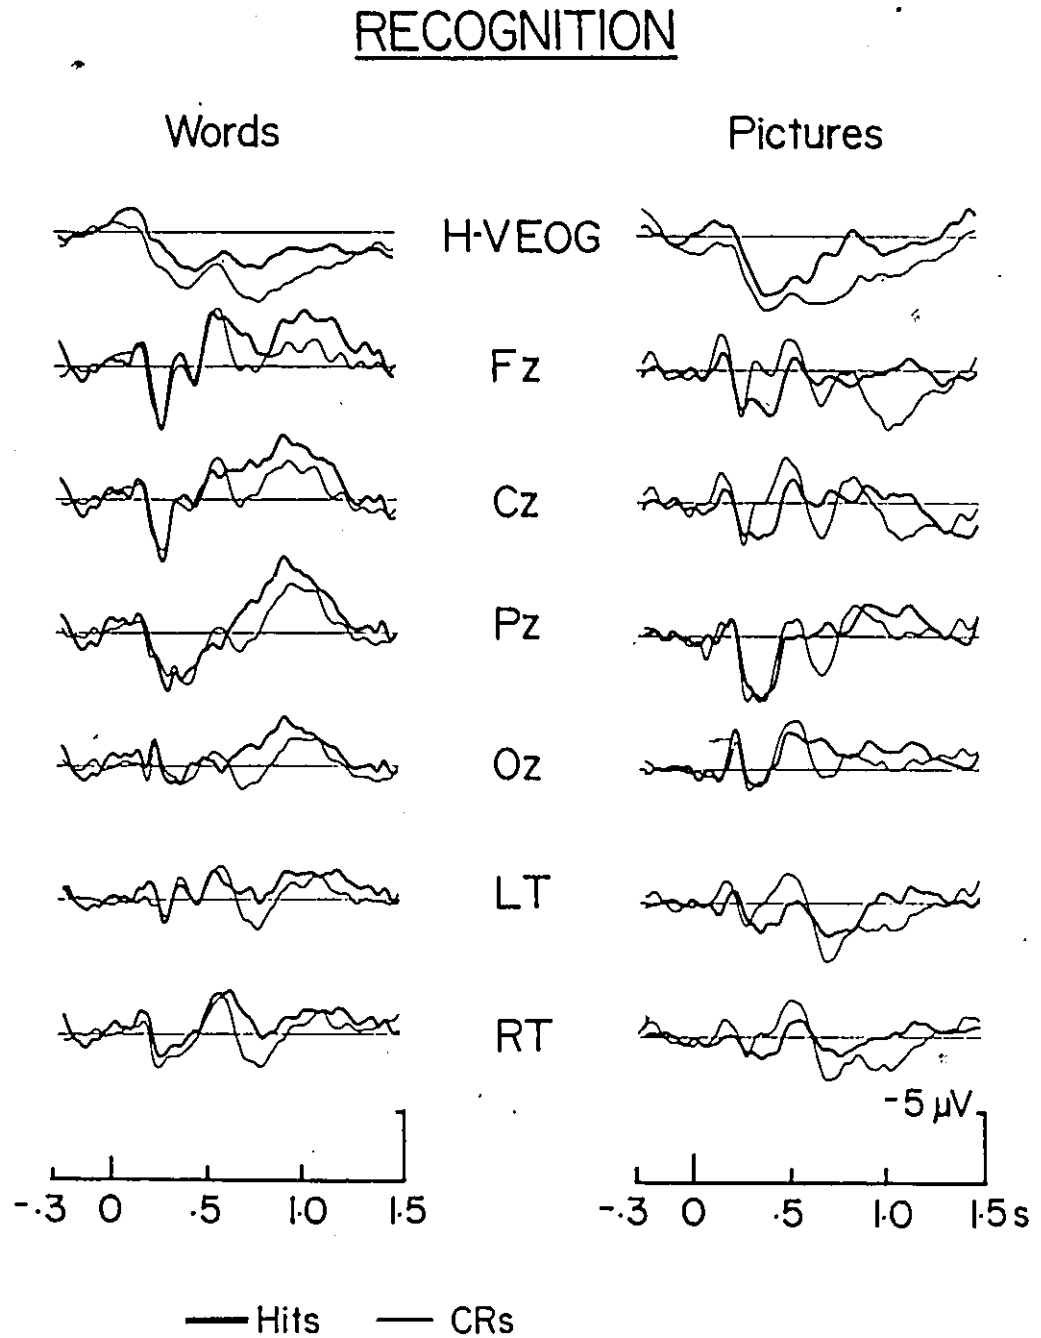 RECOGNITION
Words Pictures
H-VEOG
Fz
Cz
Pz
Oz
LT
RT
-5 µV
-.3 0 .5 1.0 1.5 -.3 0 .5 1.0 1.5 s
Hits CRs